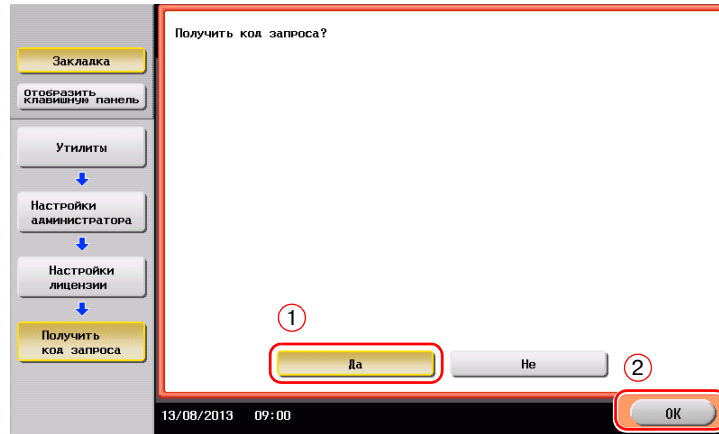 Получить код запроса?
Закладка
Отобразить
клавишную панель
Утилиты
Настройки
администратора
Настройки
лицензии
Получить
код запроса
1
Да
Не
2
OK
13/08/2013 09:00